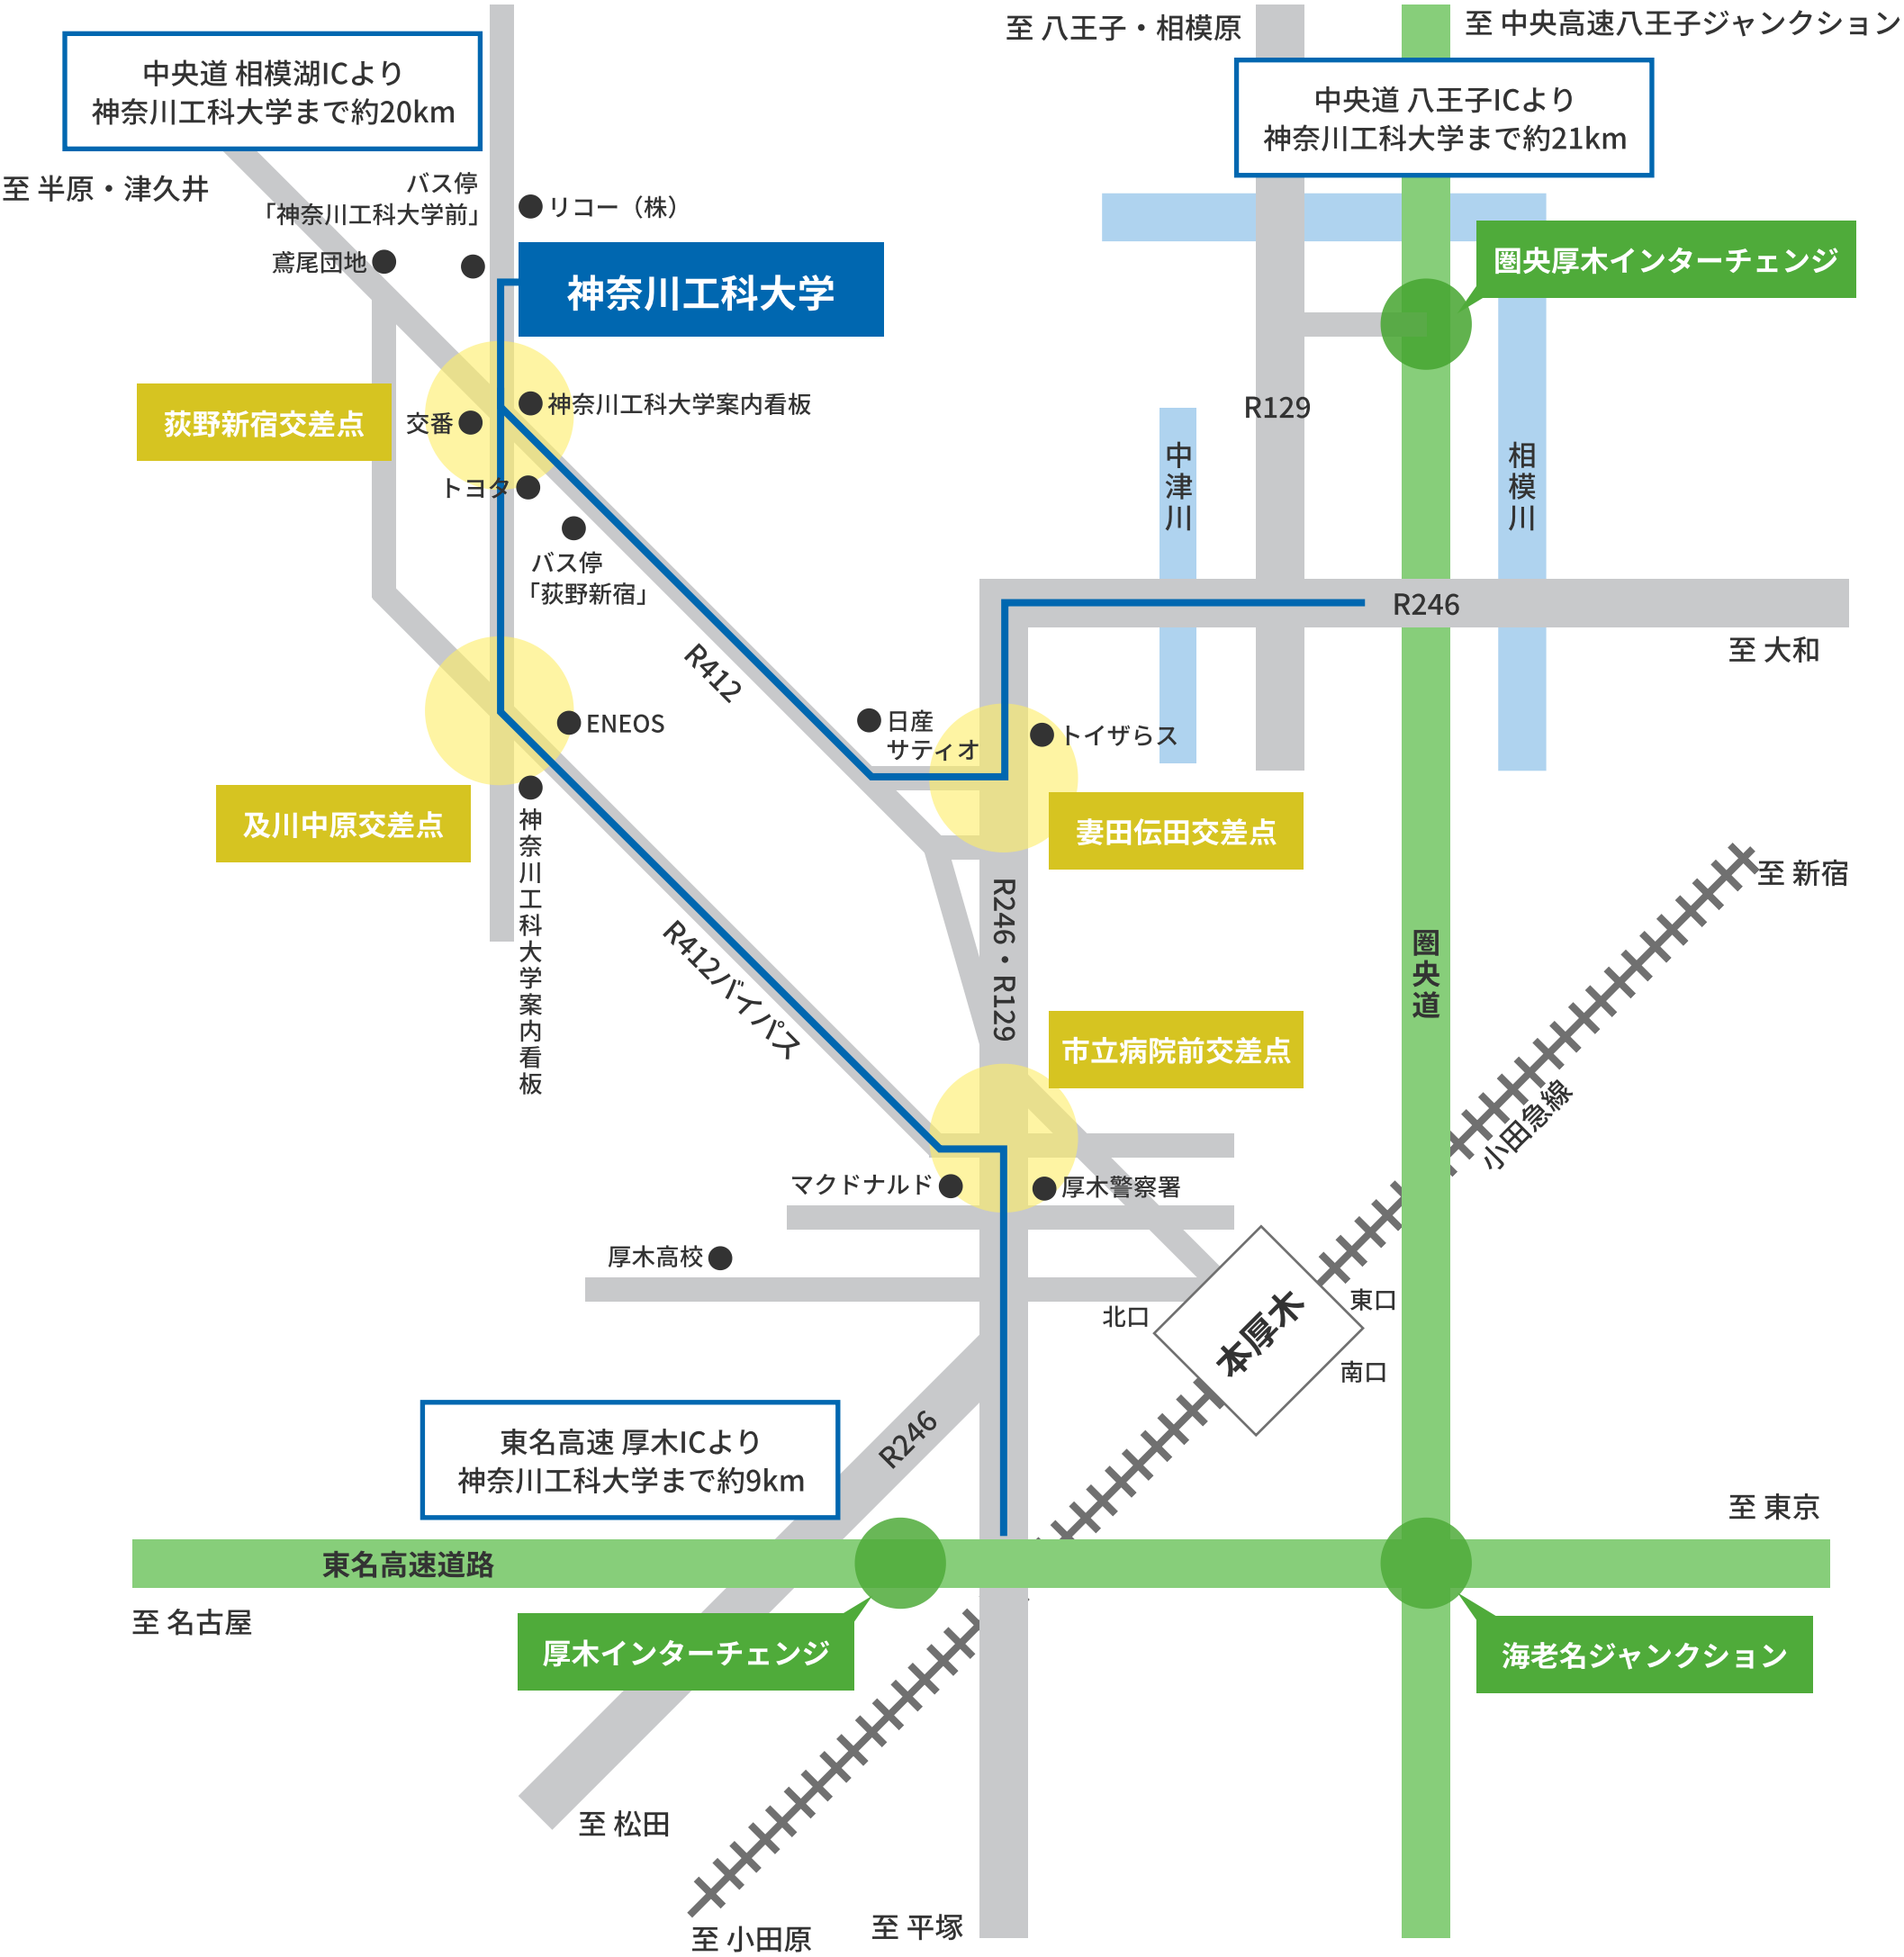 至 八王子・相模原
至 中央高速八王子ジャンクション
中央道 相模湖ICより
神奈川工科大学まで約20km
中央道 八王子ICより
神奈川工科大学まで約21km
至 半原・津久井
バス停
「神奈川工科大学前」
リコー（株）
鳶尾団地
神奈川工科大学
圏央厚木インターチェンジ
荻野新宿交差点
交番
神奈川工科大学案内看板
R129
中津川
相模川
トヨタ
バス停
「荻野新宿」
R246
至 大和
R412
ENEOS
日産
サティオ
トイザらス
及川中原交差点
神奈川工科大学案内看板
妻田伝田交差点
至 新宿
R412バイパス
R246・R129
圏央道
市立病院前交差点
小田急線
マクドナルド
厚木警察署
厚木高校
北口
本厚木
東口
南口
R246
東名高速 厚木ICより
神奈川工科大学まで約9km
至 東京
東名高速道路
至 名古屋
厚木インターチェンジ
海老名ジャンクション
至 松田
至 小田原
至 平塚